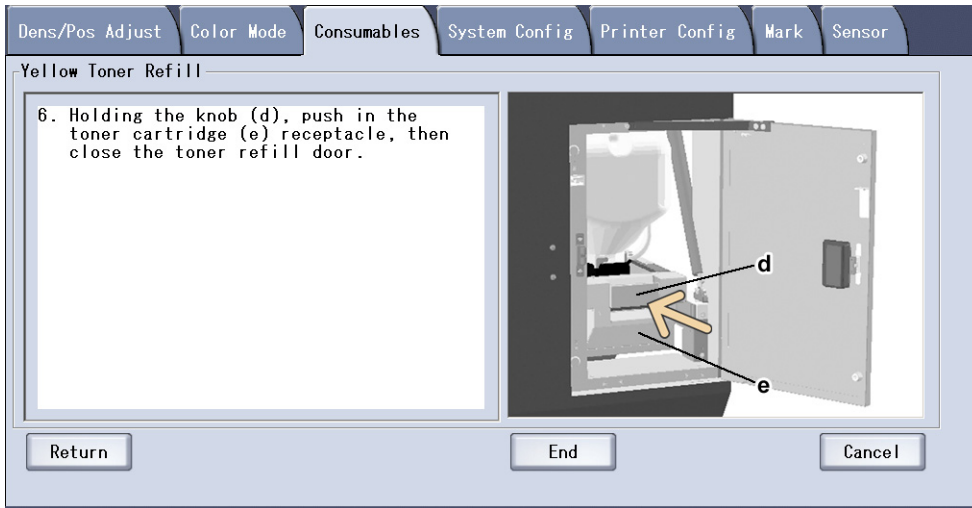 Dens/Pos Adjust Color Mode Consumables System Config Printer Config Mark Sensor
Yellow Toner Refill
6. Holding the knob (d), push in the
toner cartridge (e) receptacle, then
close the toner refill door.
d
e
Return End Cancel